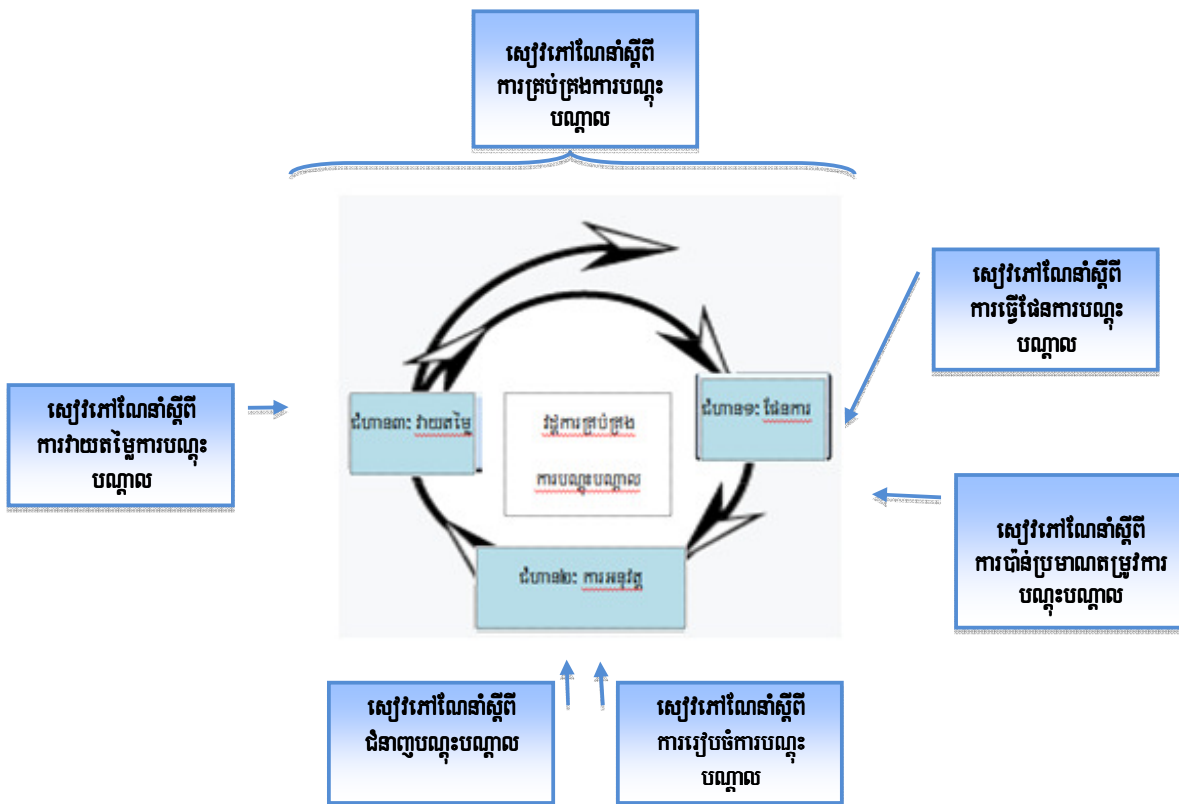 សៀវភៅណែនាំស្តីពី
ការគ្រប់គ្រងការបណ្តុះ
បណ្តាល
សៀវភៅណែនាំស្តីពី
ការធ្វើផែនការបណ្តុះ
បណ្តាល
សៀវភៅណែនាំស្តីពី
ការវាយតម្លៃការបណ្តុះ
បណ្តាល
ជំហាន៣: វាយតម្លៃ
វដ្តការគ្រប់គ្រង
ការបណ្តុះបណ្តាល
ជំហាន១: ផែនការ
ជំហាន២: ការអនុវត្ត
សៀវភៅណែនាំស្តីពី
ការប៉ាន់ប្រមាណតម្រូវការ
បណ្តុះបណ្តាល
សៀវភៅណែនាំស្តីពី
ជំនាញបណ្តុះបណ្តាល
សៀវភៅណែនាំស្តីពី
ការរៀបចំការបណ្តុះ
បណ្តាល